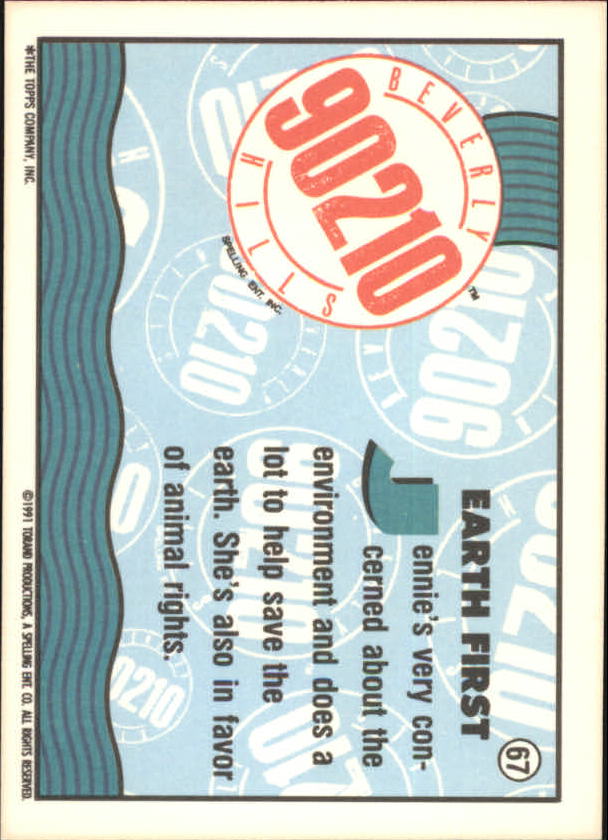 67
BEVERLY
90210
HILLS
TM
SPELLING ENT. INC.
EARTH FIRST
Jennie's very con-
cerned about the
environment and does a
lot to help save the
earth. She's also in favor
of animal rights.
*THE TOPPS COMPANY, INC.
©1991 TORAND PRODUCTIONS, A SPELLING ENT. CO. ALL RIGHTS RESERVED.